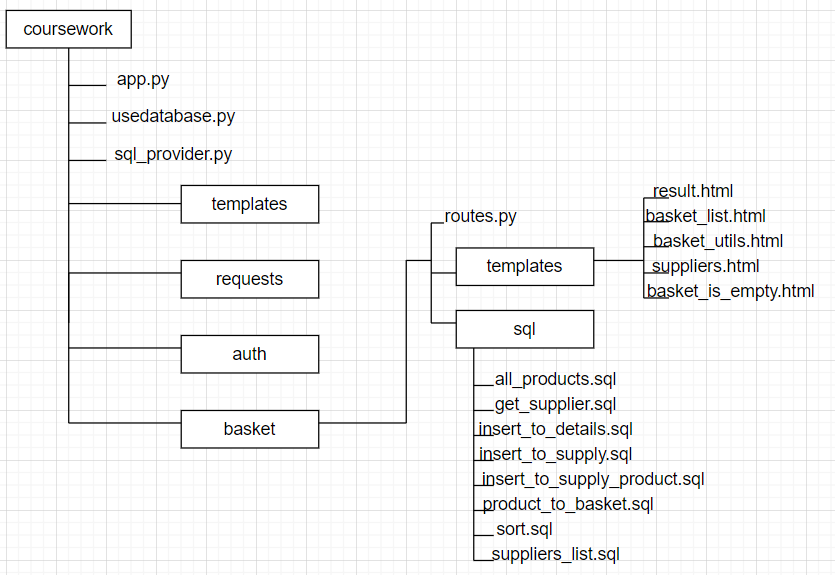 coursework
app.py
usedatabase.py
sql_provider.py
templates
requests
auth
basket
routes.py
templates
sql
result.html
basket_list.html
basket_utils.html
suppliers.html
basket_is_empty.html
all_products.sql
get_supplier.sql
insert_to_details.sql
insert_to_supply.sql
insert_to_supply_product.sql
product_to_basket.sql
sort.sql
suppliers_list.sql